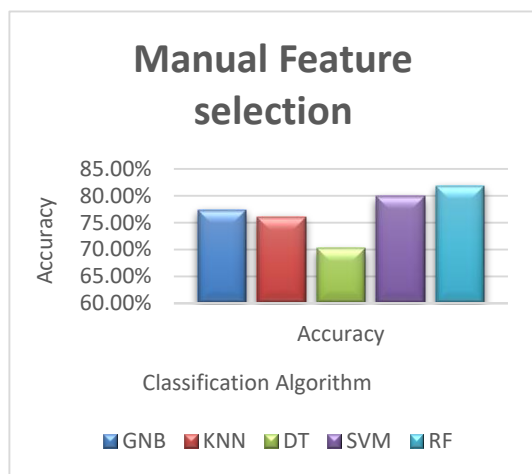 Manual Feature
selection
85.00%
80.00%
75.00%
70.00%
65.00%
60.00%
Accuracy
Accuracy
Classification Algorithm
GNB KNN DT SVM RF